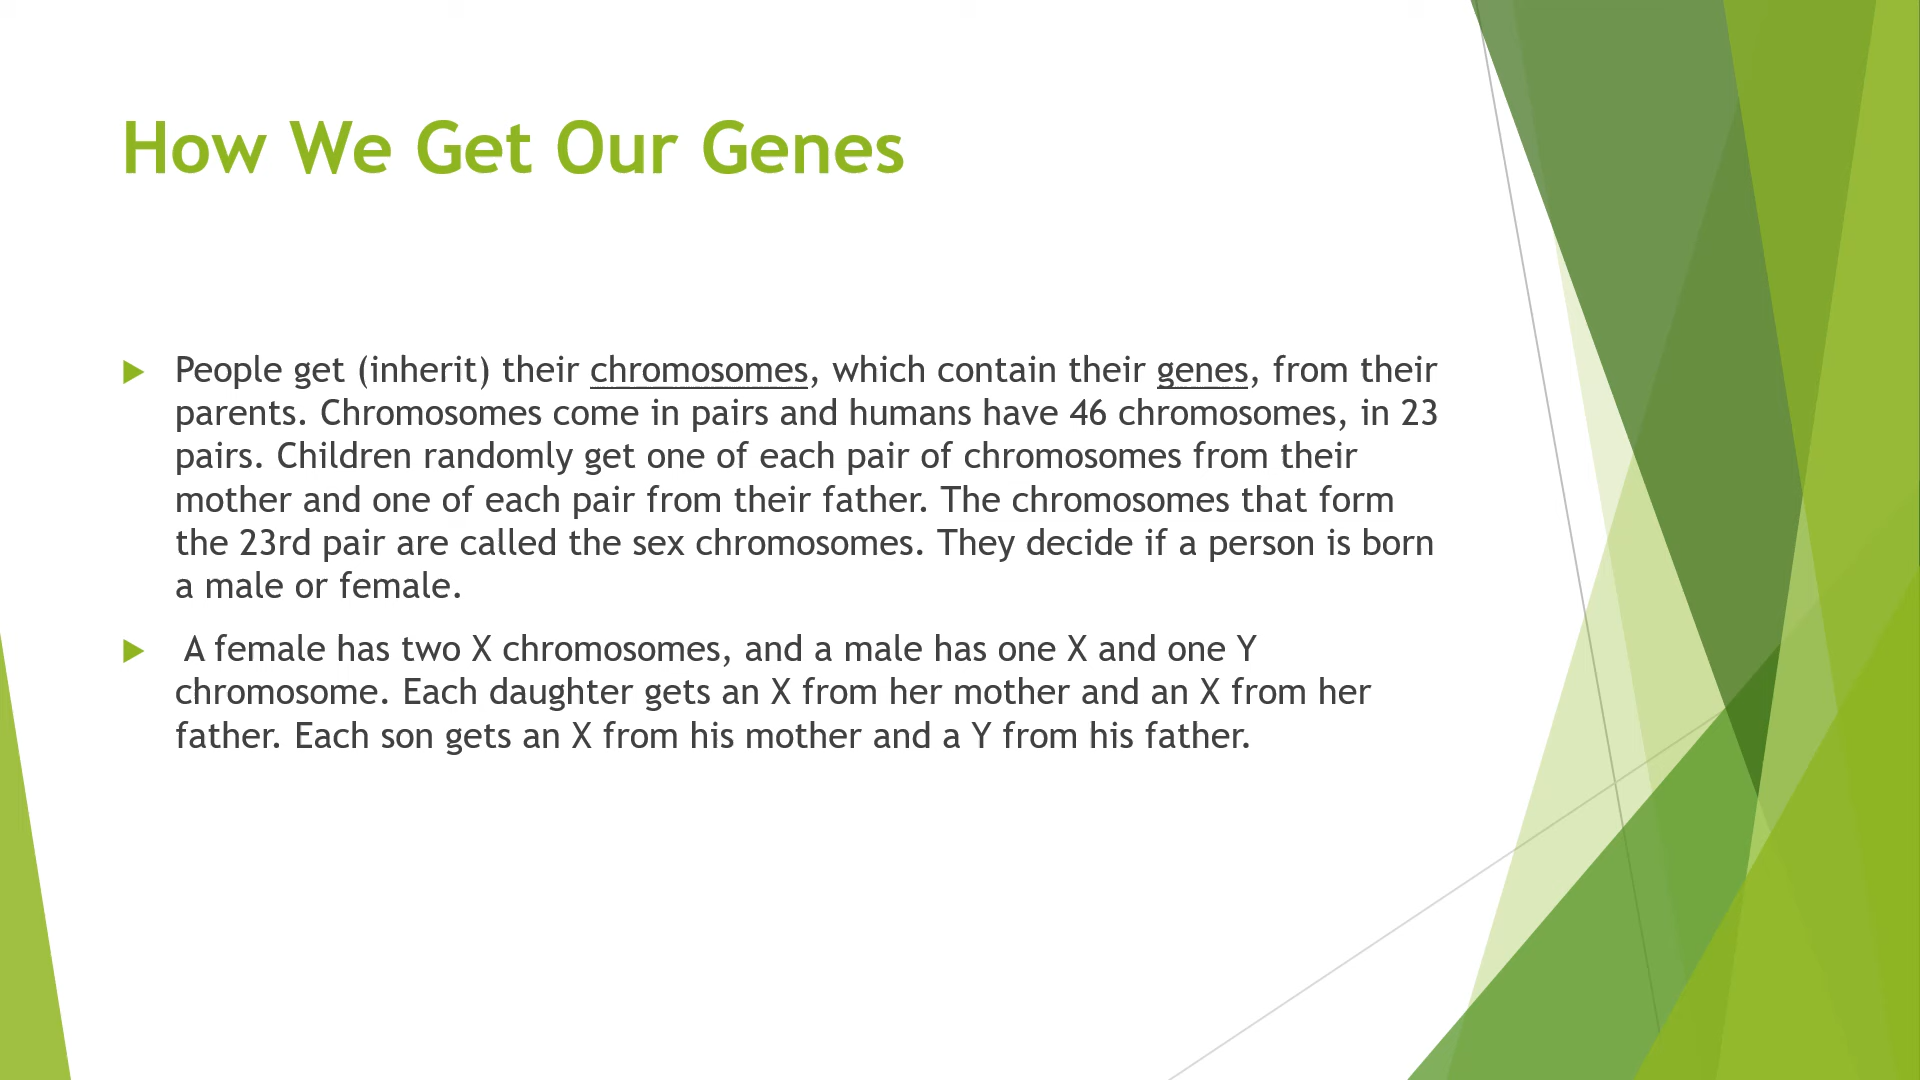 How We Get Our Genes
People get (inherit) their chromosomes, which contain their genes, from their
parents. Chromosomes come in pairs and humans have 46 chromosomes, in 23
pairs. Children randomly get one of each pair of chromosomes from their
mother and one of each pair from their father. The chromosomes that form
the 23rd pair are called the sex chromosomes. They decide if a person is born
a male or female.
A female has two X chromosomes, and a male has one X and one Y
chromosome. Each daughter gets an X from her mother and an X from her
father. Each son gets an X from his mother and a Y from his father.